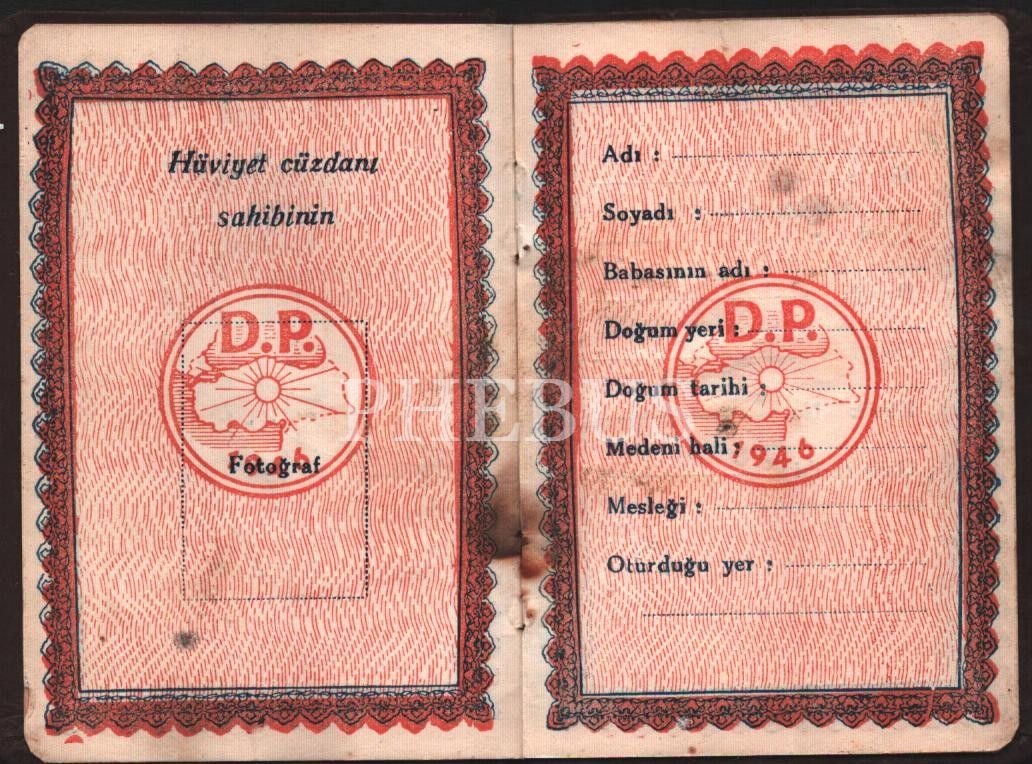 Hüviyet cüzdanı
sahibinin
D.P.
1946
Fotoğraf
Adı :
Soyadı :
Babasının adı :
D.P.
Doğum yeri :
Doğum tarihi :
Medeni hali :
1946
Mesleği :
Oturduğu yer :
PHEBUS